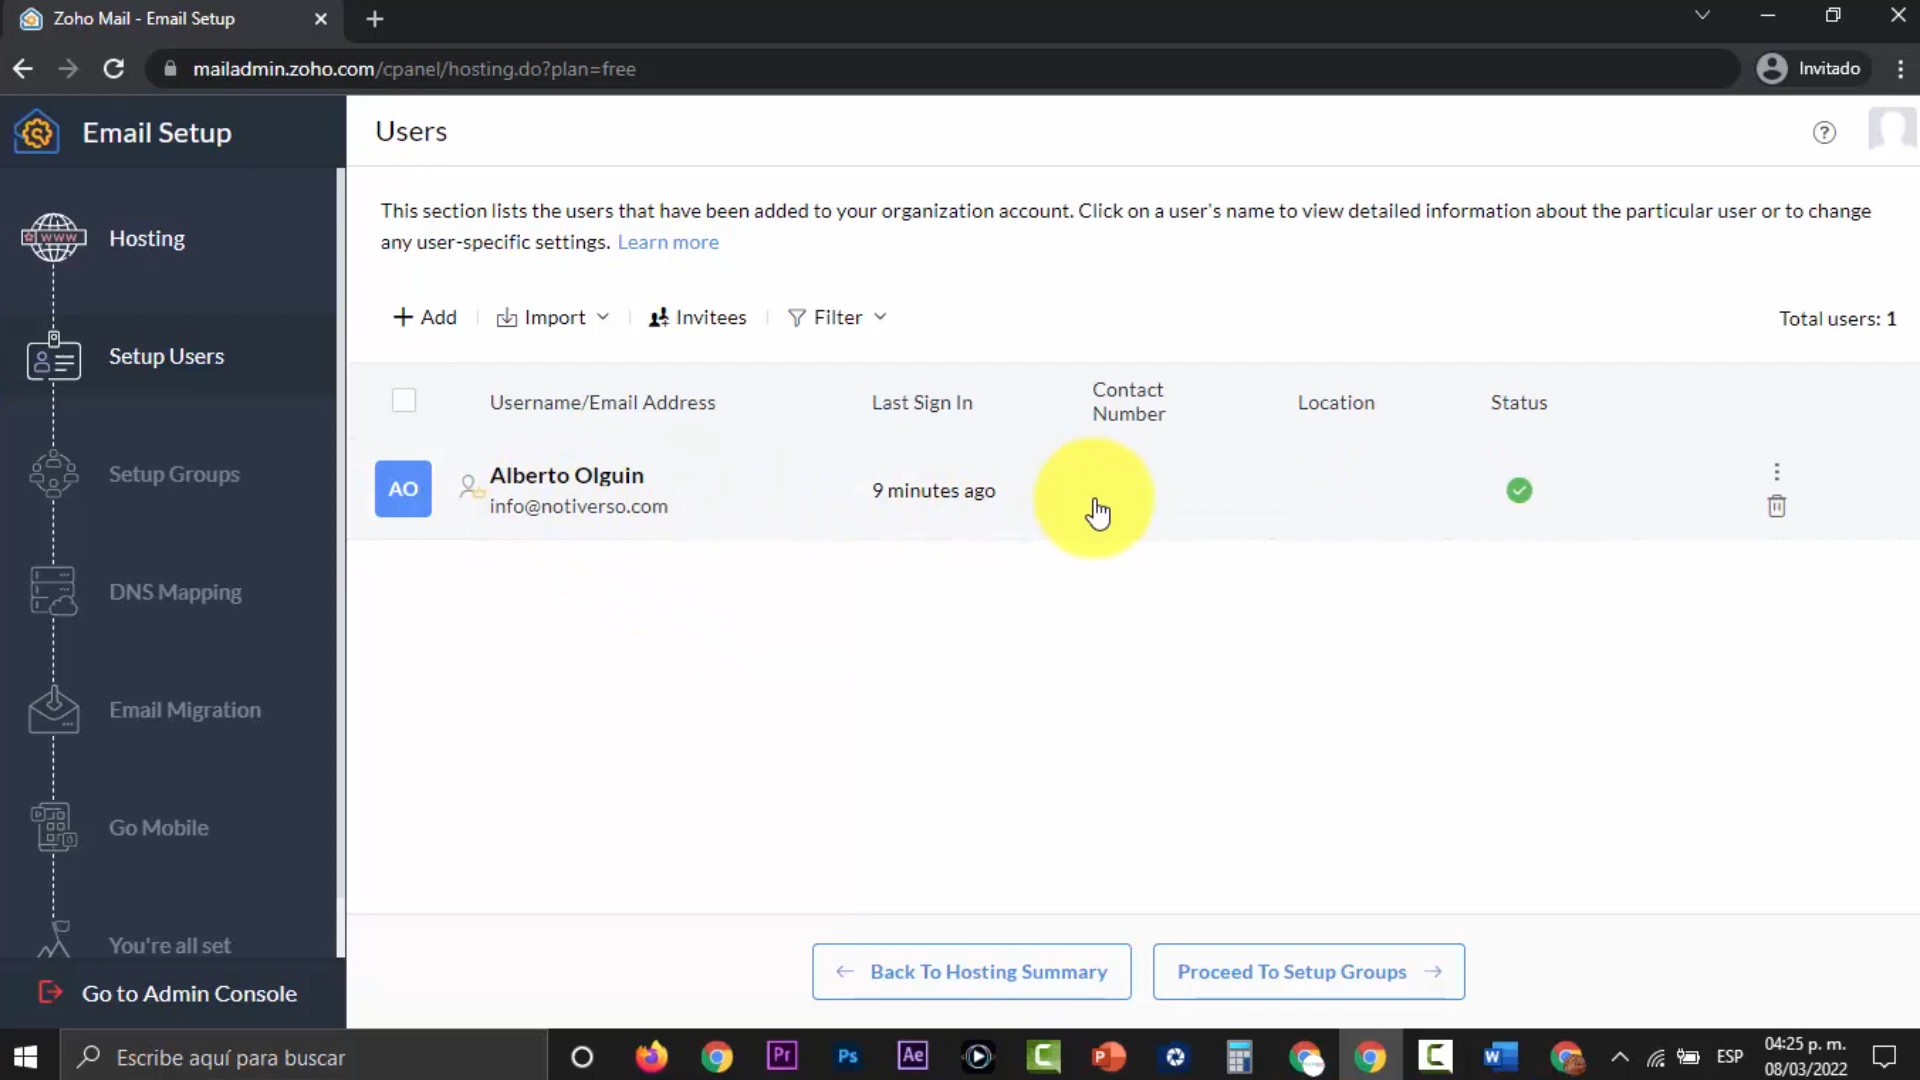 Zoho Mail - Email Setup
mailadmin.zoho.com/cpanel/hosting.do?plan=free
Invitado
Email Setup
Users
This section lists the users that have been added to your organization account. Click on a user's name to view detailed information about the particular user or to change
any user-specific settings. Learn more
Hosting
WWW
+ Add
Import
Invitees
Filter
Total users: 1
Setup Users
Username/Email Address
Last Sign In
Contact
Number
Location
Status
Setup Groups
AO
Alberto Olguin
info@notiverso.com
9 minutes ago
DNS Mapping
Email Migration
Go Mobile
You're all set
Back To Hosting Summary
Proceed To Setup Groups
Go to Admin Console
Escribe aquí para buscar
Pr
Ps
Ae
ESP
04:25 p. m.
08/03/2022